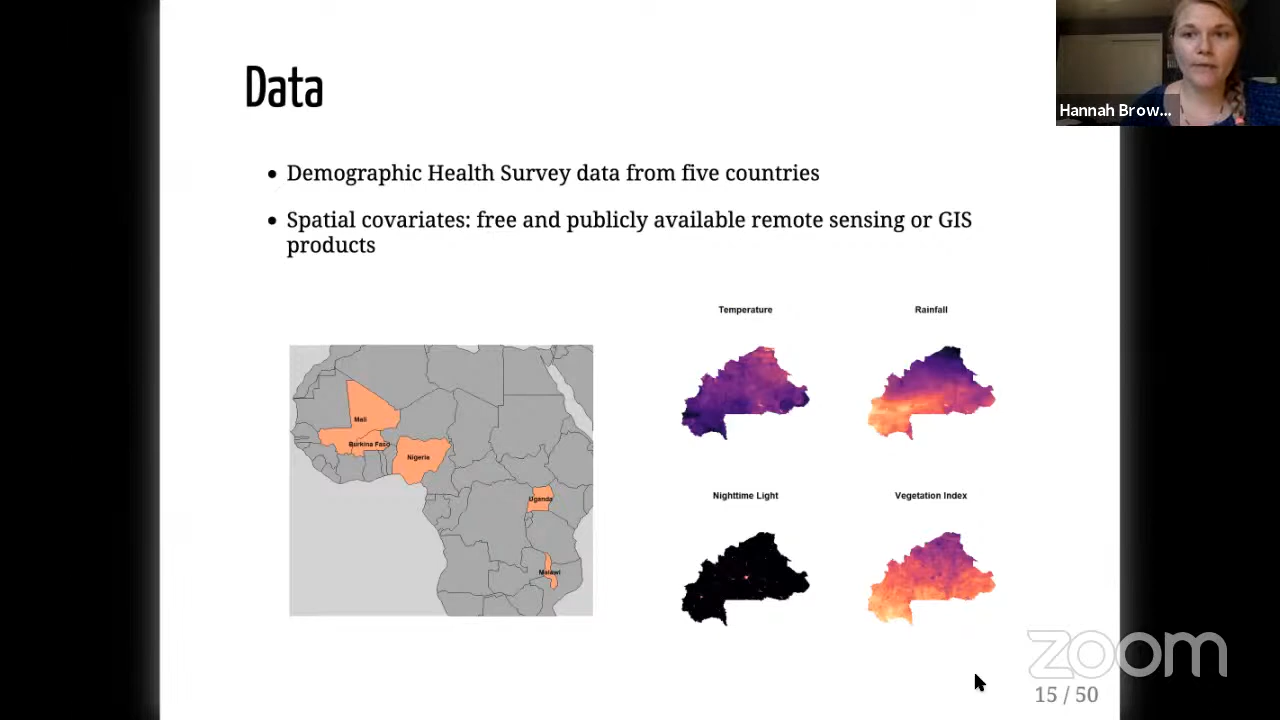 Data
Hannah Brow...
Demographic Health Survey data from five countries
Spatial covariates: free and publicly available remote sensing or GIS
products
Temperature
Rainfall
Mali
Burkina Faso
Nigeria
Uganda
Malawi
Nighttime Light
Vegetation Index
zoom
15 / 50